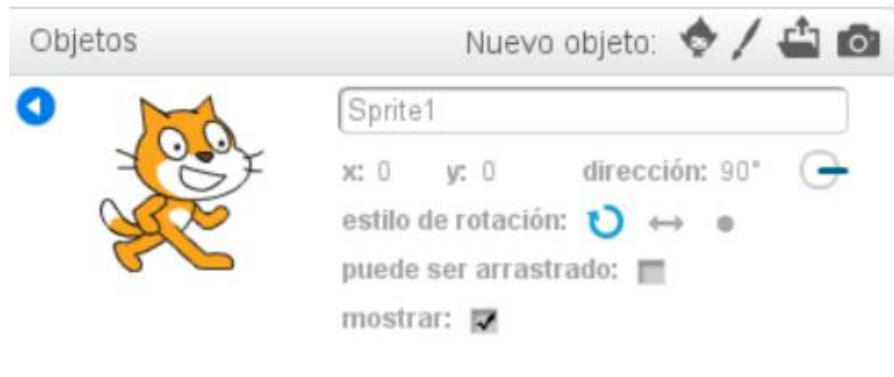 Objetos Nuevo objeto:
Sprite1
x: 0 y: 0 dirección: 90°
estilo de rotación:
puede ser arrastrado:
mostrar: